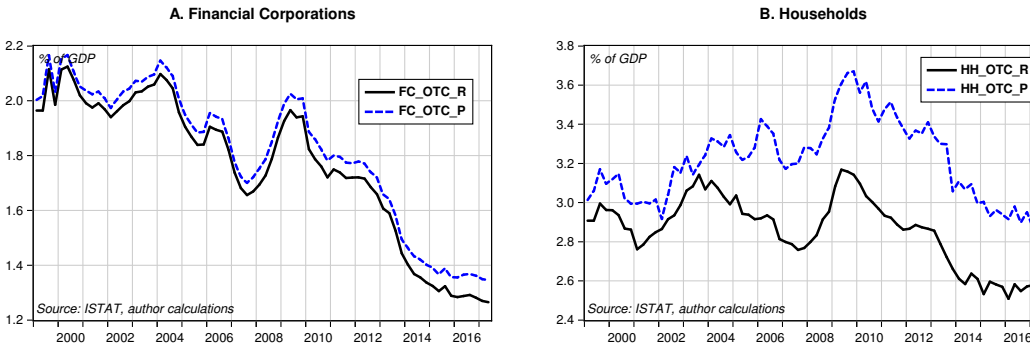 A. Financial Corporations
2.2
% of GDP
2.0
FC_OTC_R
FC_OTC_P
1.8
1.6
1.4
Source: ISTAT, author calculations
1.2
2000 2002 2004 2006 2008 2010 2012 2014 2016
B. Households
3.8
% of GDP
HH_OTC_R
HH_OTC_P
3.6
3.4
3.2
3.0
2.8
2.6
Source: ISTAT, author calculations
2.4
2000 2002 2004 2006 2008 2010 2012 2014 2016